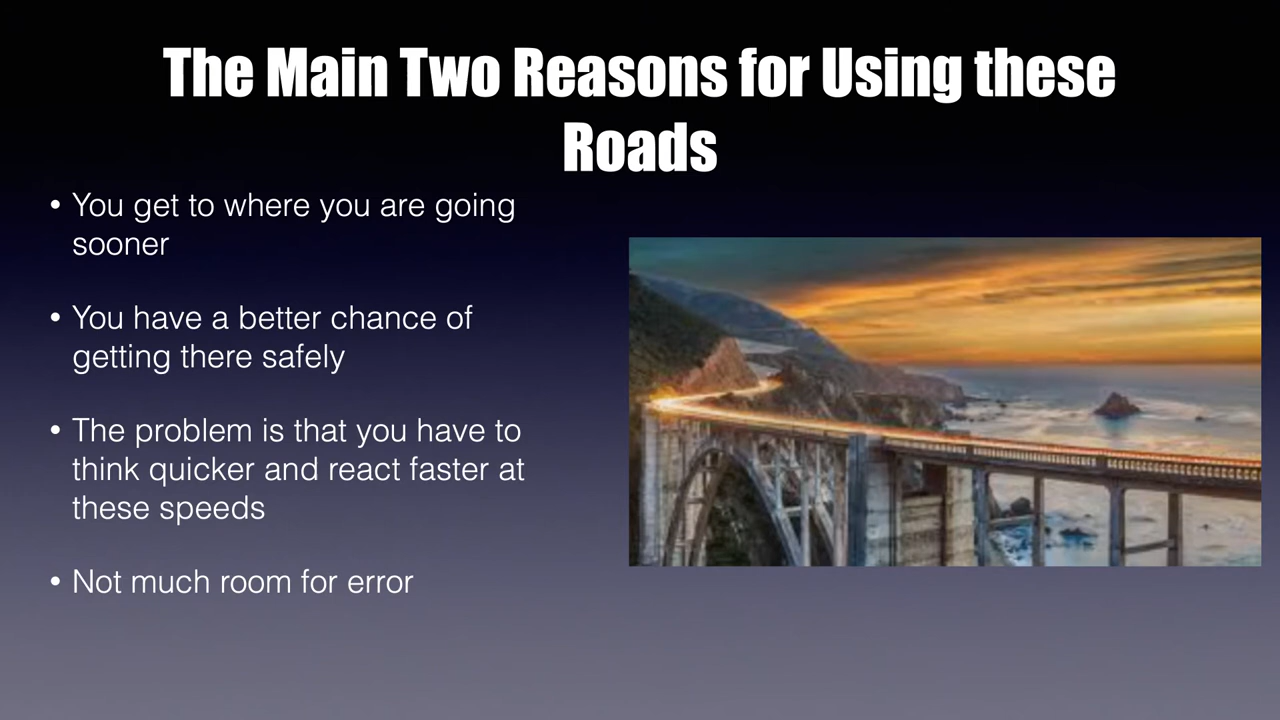 The Main Two Reasons for Using these
Roads
• You get to where you are going
sooner
• You have a better chance of
getting there safely
• The problem is that you have to
think quicker and react faster at
these speeds
• Not much room for error